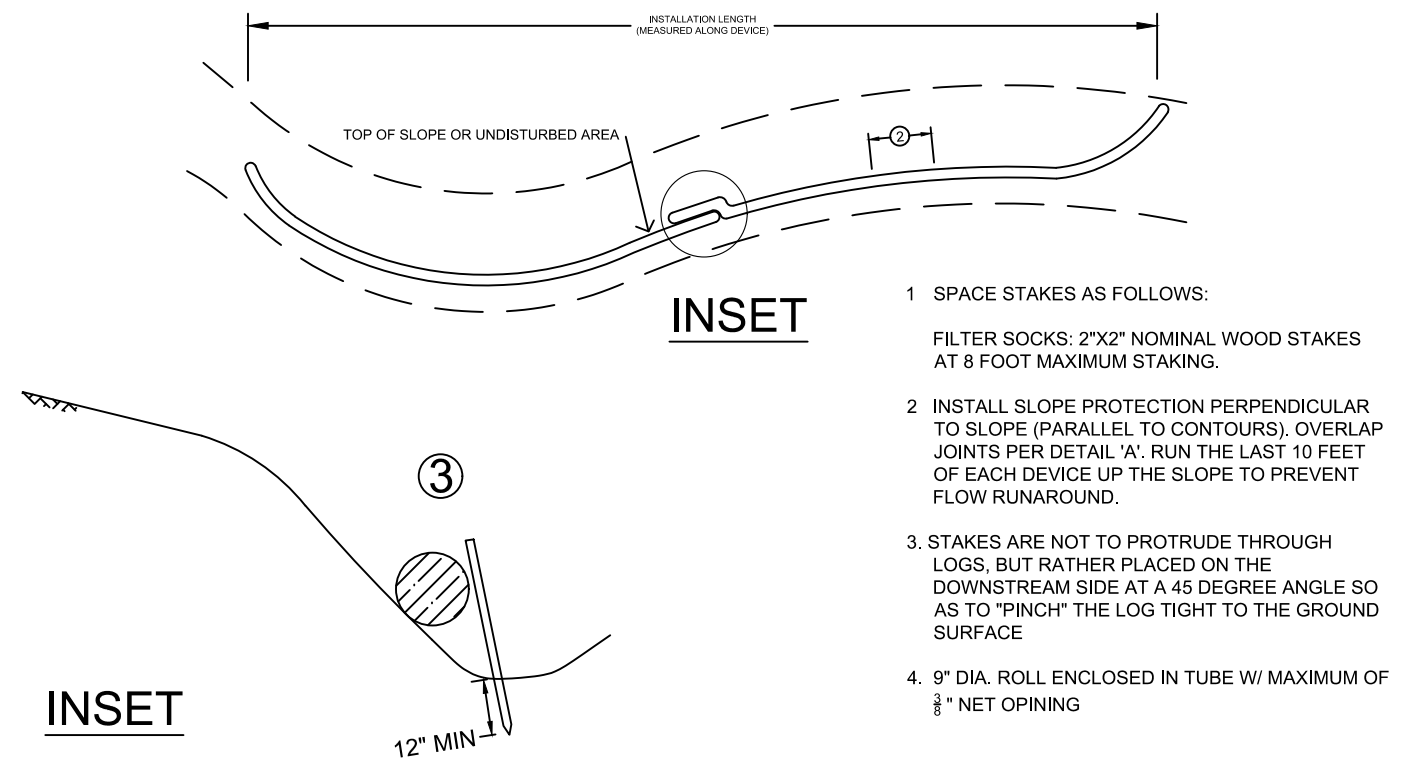 INSTALLATION LENGTH
(MEASURED ALONG DEVICE)
TOP OF SLOPE OR UNDISTURBED AREA
2
INSET
1 SPACE STAKES AS FOLLOWS:
FILTER SOCKS: 2"X2" NOMINAL WOOD STAKES
AT 8 FOOT MAXIMUM STAKING.
2 INSTALL SLOPE PROTECTION PERPENDICULAR
TO SLOPE (PARALLEL TO CONTOURS). OVERLAP
JOINTS PER DETAIL 'A'. RUN THE LAST 10 FEET
OF EACH DEVICE UP THE SLOPE TO PREVENT
FLOW RUNAROUND.
3. STAKES ARE NOT TO PROTRUDE THROUGH
LOGS, BUT RATHER PLACED ON THE
DOWNSTREAM SIDE AT A 45 DEGREE ANGLE SO
AS TO "PINCH" THE LOG TIGHT TO THE GROUND
SURFACE
4. 9" DIA. ROLL ENCLOSED IN TUBE W/ MAXIMUM OF
3/8 " NET OPINING
3
12" MIN
INSET